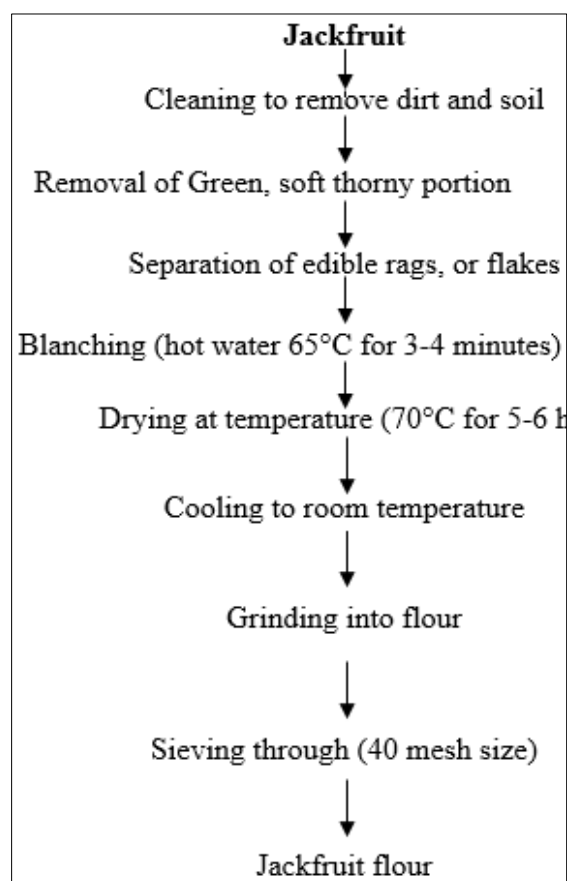 Jackfruit
Cleaning to remove dirt and soil
Removal of Green, soft thorny portion
Separation of edible rags, or flakes
Blanching (hot water 65°C for 3-4 minutes)
Drying at temperature (70°C for 5-6 h
Cooling to room temperature
Grinding into flour
Sieving through (40 mesh size)
Jackfruit flour